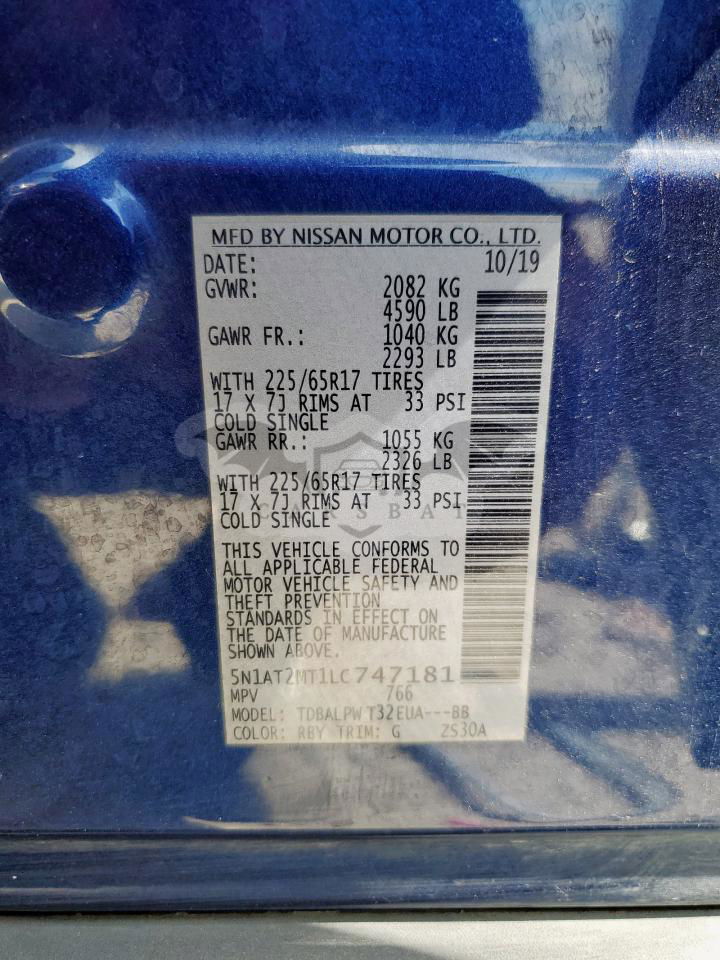 MFD BY NISSAN MOTOR CO., LTD.
DATE: 10/19
GVWR: 2082 KG
4590 LB
GAWR FR.: 1040 KG
2293 LB
WITH 225/65R17 TIRES
17 X 7J RIMS AT 33 PSI
COLD SINGLE
GAWR RR.: 1055 KG
2326 LB
WITH 225/65R17 TIRES
17 X 7J RIMS AT 33 PSI
COLD SINGLE
CARSBAT
THIS VEHICLE CONFORMS TO
ALL APPLICABLE FEDERAL
MOTOR VEHICLE SAFETY AND
THEFT PREVENTION
STANDARDS IN EFFECT ON
THE DATE OF MANUFACTURE
SHOWN ABOVE.
5N1AT2MT1LC747181
MPV 766
MODEL: TDBALPW T32EUA---BB
COLOR: RBY TRIM: G ZS30A